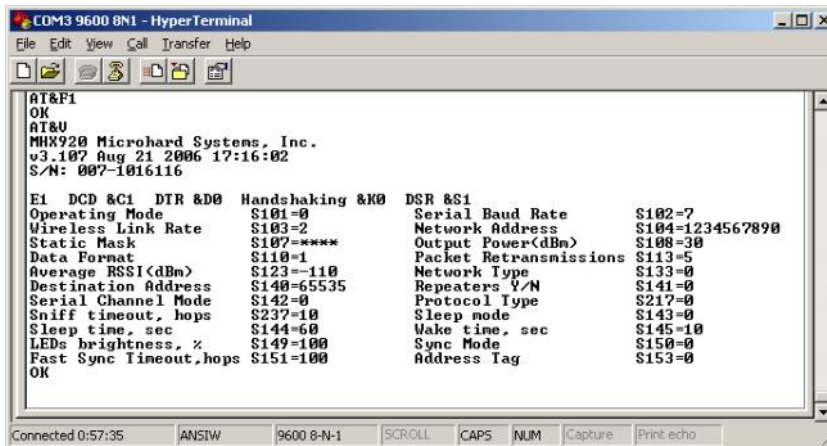 COM3 9600 8N1 - HyperTerminal
File Edit View Call Transfer Help
AT&F1
OK
AT&V
MHX920 Microhard Systems, Inc.
v3.107 Aug 21 2006 17:16:02
S/N: 007-1016116
E1 DCD &C1 DTR &D0 Handshaking &K0 DSR &S1
Operating Mode S101=0 Serial Baud Rate S102=7
Wireless Link Rate S103=2 Network Address S104=1234567890
Static Mask S107=**** Output Power(dBm) S108=30
Data Format S110=1 Packet Retransmissions S113=5
Average RSSI(dBm) S123=-110 Network Type S133=0
Destination Address S140=65535 Repeaters Y/N S141=0
Serial Channel Mode S142=0 Protocol Type S217=0
Sniff timeout, hops S237=10 Sleep mode S143=0
Sleep time, sec S144=60 Wake time, sec S145=10
LEDs brightness, % S149=100 Sync Mode S150=0
Fast Sync Timeout,hops S151=100 Address Tag S153=0
OK
Connected 0:57:35 ANSIW 9600 8-N-1 SCROLL CAPS NUM Capture Print echo